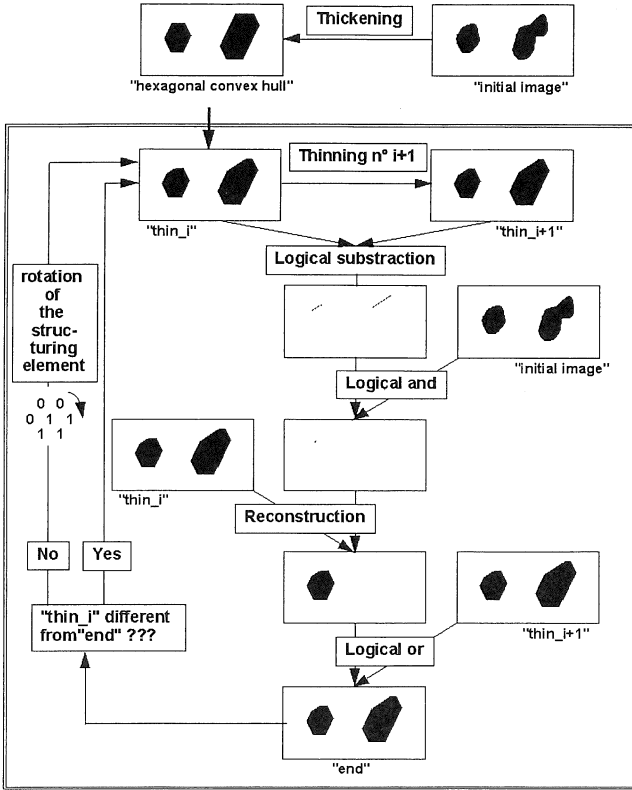 Thickening
"hexagonal convex hull"
"initial image"
Thinning n° i+1
"thin_i"
"thin_i+1"
Logical substraction
rotation
of
the
struc-
turing
element
0 0
0 1 1
1 1
"initial image"
Logical and
"thin_i"
Reconstruction
No
Yes
"thin_i" different
from"end" ???
"thin_i+1"
Logical or
"end"